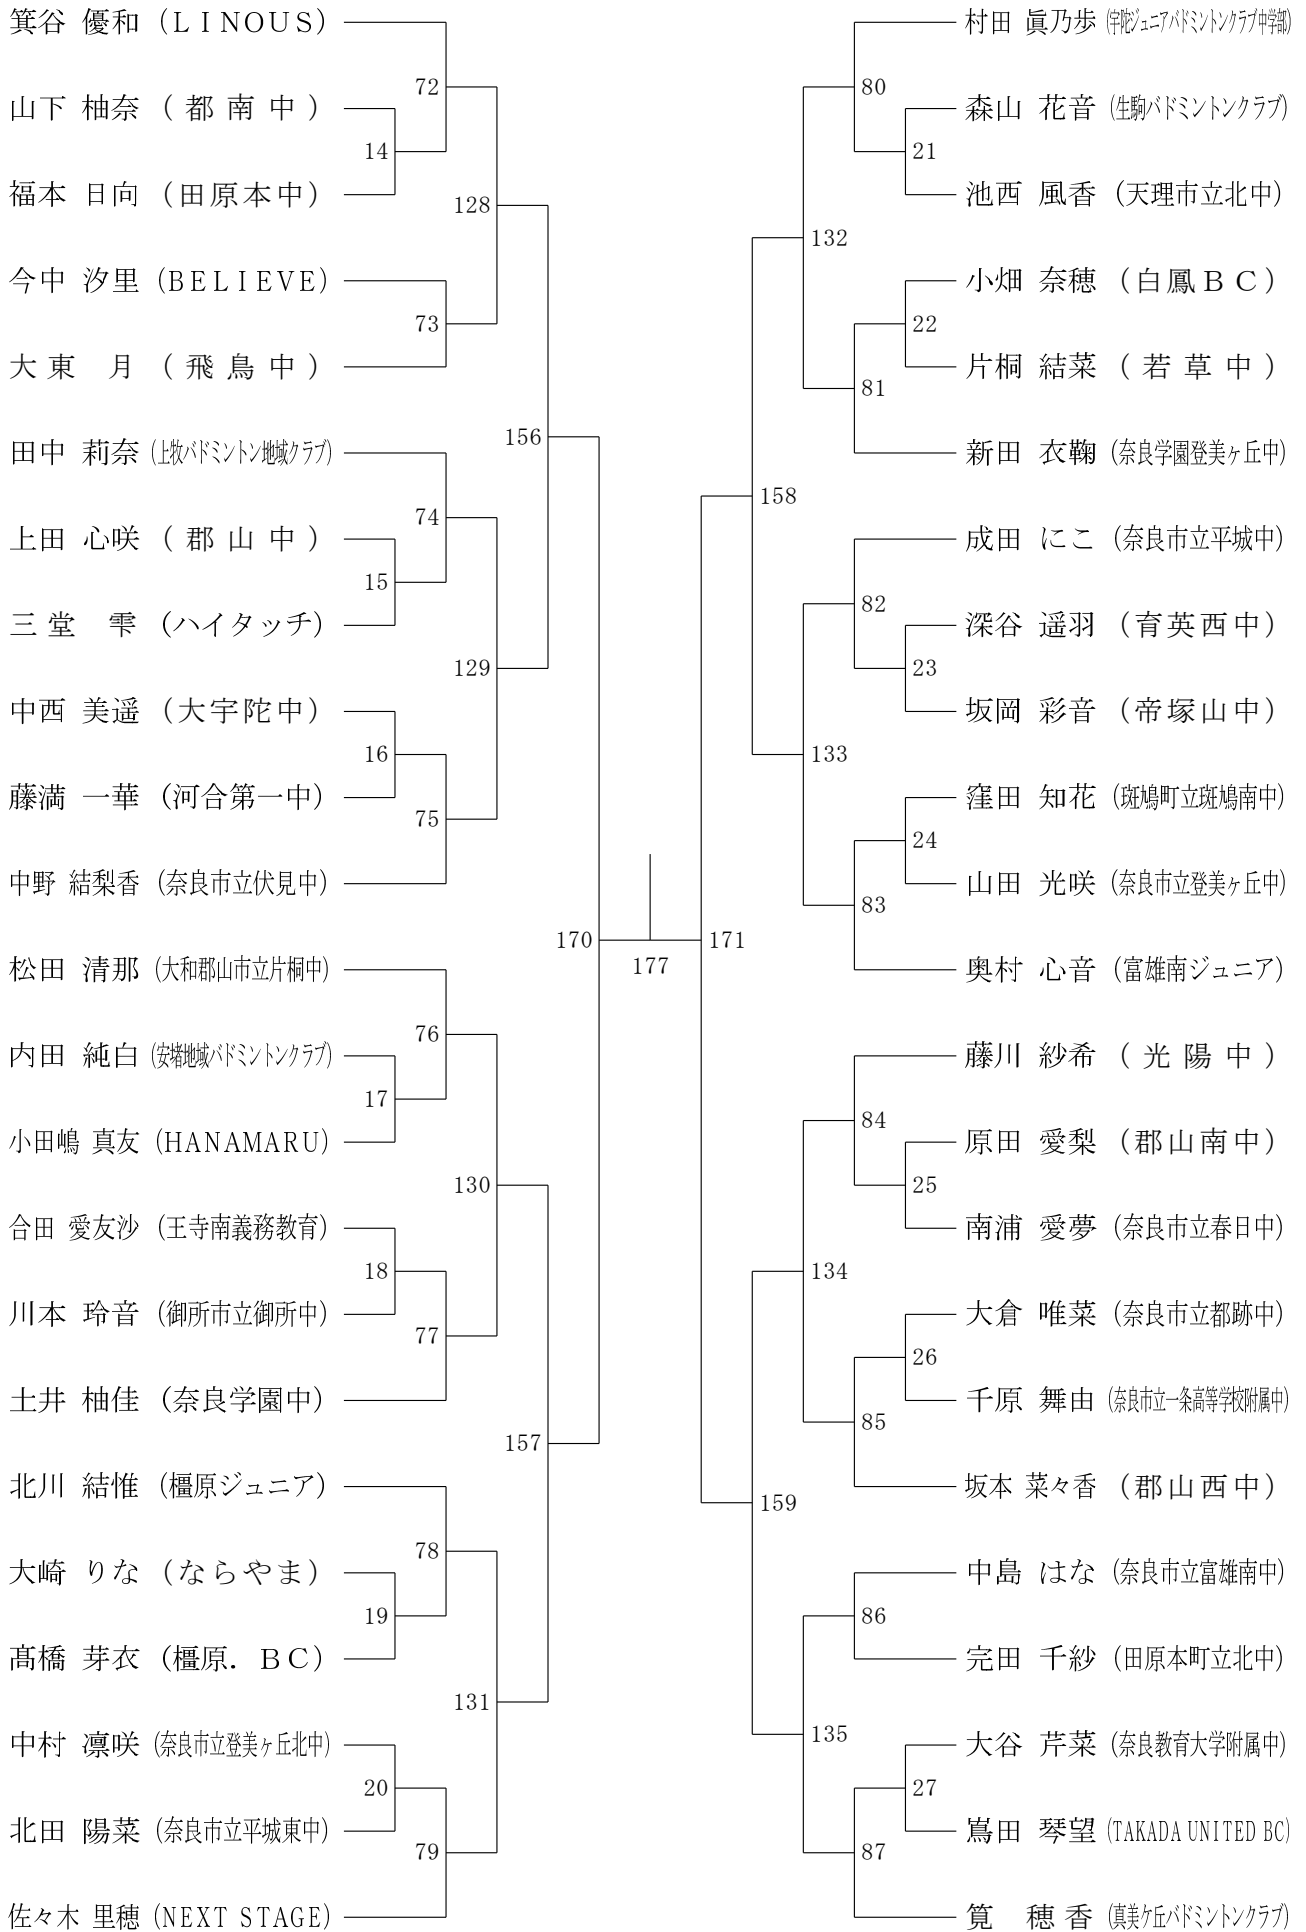 箕谷 優和 (ＬＩＮＯＵＳ)
山下 柚奈 ( 都 南 中 )
福本 日向 (田原本中)
今中 汐里 (ＢＥＬＩＥＶＥ)
大 東 月 ( 飛 鳥 中 )
田中 莉奈 (上牧バドミントン地域クラブ)
上田 心咲 ( 郡 山 中 )
三 堂 雫 (ハイタッチ)
中西 美遥 (大宇陀中)
藤満 一華 (河合第一中)
中野 結梨香 (奈良市立伏見中)
松田 清那 (大和郡山市立片桐中)
内田 純白 (安堵地域バドミントンクラブ)
小田嶋 真友 (HANAMARU)
合田 愛友沙 (王寺南義務教育)
川本 玲音 (御所市立御所中)
土井 柚佳 (奈良学園中)
北川 結惟 (橿原ジュニア)
大崎 りな (ならやま)
髙橋 芽衣 (橿原．ＢＣ)
中村 凛咲 (奈良市立登美ヶ丘北中)
北田 陽菜 (奈良市立平城東中)
佐々木 里穂 (NEXT STAGE)
72
14
128
73
156
74
15
129
16
75
170
76
17
130
18
77
157
78
19
131
20
79
177
171
80
21
132
22
81
158
82
23
133
24
83
84
25
134
26
85
159
86
135
27
87
村田 眞乃歩 (宇陀ジュニアバドミントンクラブ中学部)
森山 花音 (生駒バドミントンクラブ)
池西 風香 (天理市立北中)
小畑 奈穂 (白鳳ＢＣ)
片桐 結菜 ( 若 草 中 )
新田 衣鞠 (奈良学園登美ヶ丘中)
成田 にこ (奈良市立平城中)
深谷 遥羽 (育英西中)
坂岡 彩音 (帝塚山中)
窪田 知花 (斑鳩町立斑鳩南中)
山田 光咲 (奈良市立登美ヶ丘中)
奥村 心音 (富雄南ジュニア)
藤川 紗希 ( 光 陽 中 )
原田 愛梨 (郡山南中)
南浦 愛夢 (奈良市立春日中)
大倉 唯菜 (奈良市立都跡中)
千原 舞由 (奈良市立一条高等学校附属中)
坂本 菜々香 (郡山西中)
中島 はな (奈良市立富雄南中)
完田 千紗 (田原本町立北中)
大谷 芹菜 (奈良教育大学附属中)
嶌田 琴望 (TAKADA UNITED BC)
筧 穂香 (真美ケ丘バドミントンクラブ)